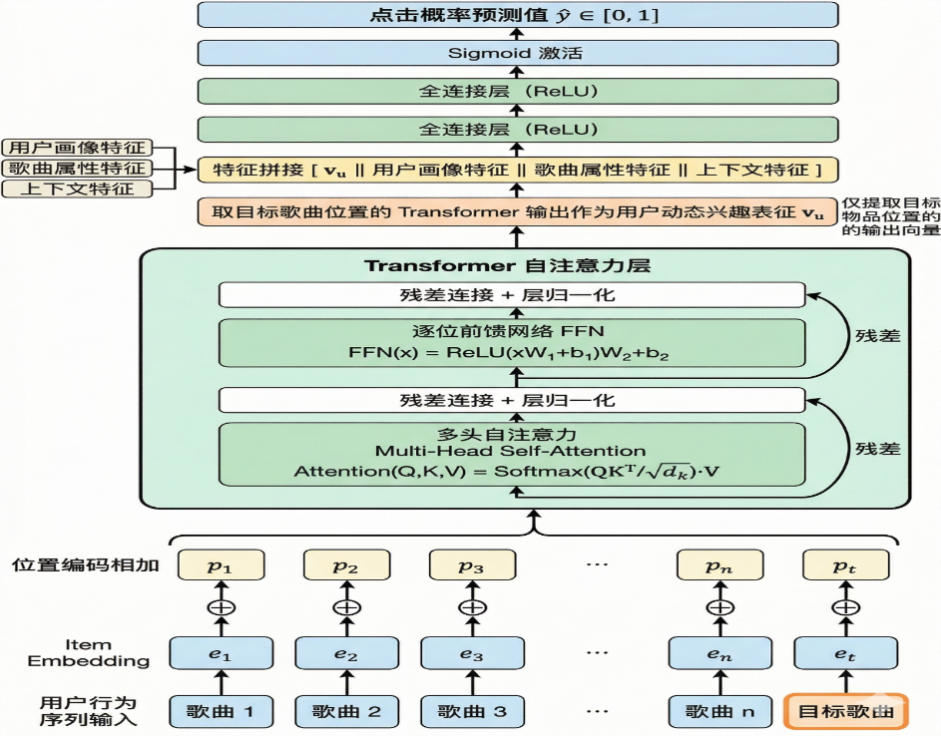 点击概率预测值 ŷ ∈ [0, 1]
Sigmoid 激活
全连接层（ReLU）
全连接层（ReLU）
用户画像特征
歌曲属性特征
上下文特征
特征拼接 [ vᵤ ‖ 用户画像特征 ‖ 歌曲属性特征 ‖ 上下文特征 ]
取目标歌曲位置的 Transformer 输出作为用户动态兴趣表征 vᵤ
仅提取目标
物品位置的
的输出向量
Transformer 自注意力层
残差连接 + 层归一化
逐位前馈网络 FFN
FFN(x) = ReLU(xW₁+b₁)W₂+b₂
残差
残差连接 + 层归一化
多头自注意力
Multi-Head Self-Attention
Attention(Q,K,V) = Softmax(QKᵀ/√dₖ)·V
残差
位置编码相加 p₁ p₂ p₃ ··· pₙ pₜ
Item
Embedding
e₁ e₂ e₃ ··· eₙ eₜ
用户行为
序列输入
歌曲 1 歌曲 2 歌曲 3 ··· 歌曲 n 目标歌曲